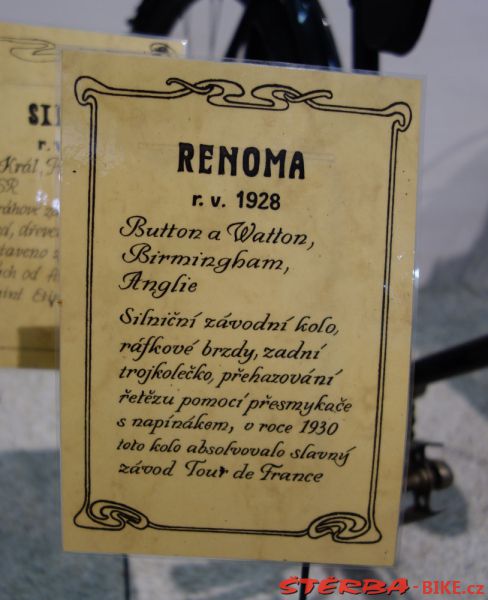 RENOMA
r. v. 1928
Button a Watton,
Birmingham,
Anglie
Silniční závodní kolo,
ráfkové brzdy, zadní
trojkolečko, přehazování
řetězu pomocí přesmykače
s napínákem, v roce 1930
toto kolo absolvovalo slavný
závod Tour de France
Král,
ŠTĚRBA-BIKE.cz